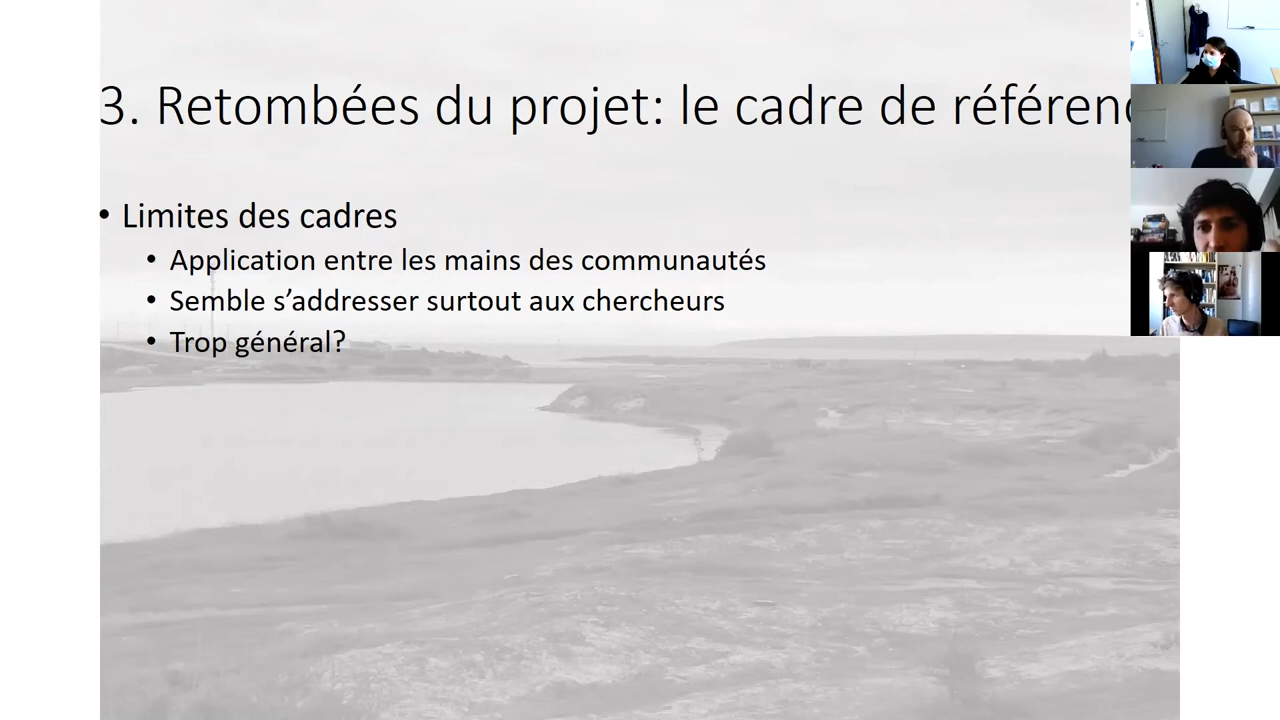 3. Retombées du projet: le cadre de
• Limites des cadres
• Application entre les mains des communautés
• Semble s’addresser surtout aux chercheurs
• Trop général?